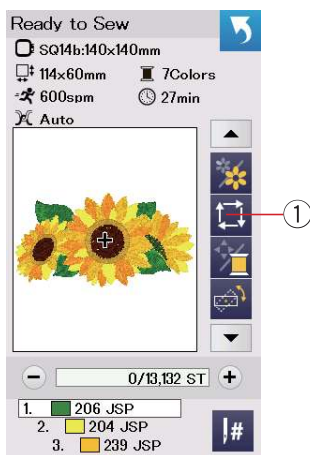 Ready to Sew
SQ14b:140x140mm
114x60mm 7Colors
600spm 27min
Auto
1
− 0/13,132 ST +
1. 206 JSP
2. 204 JSP
3. 239 JSP
#